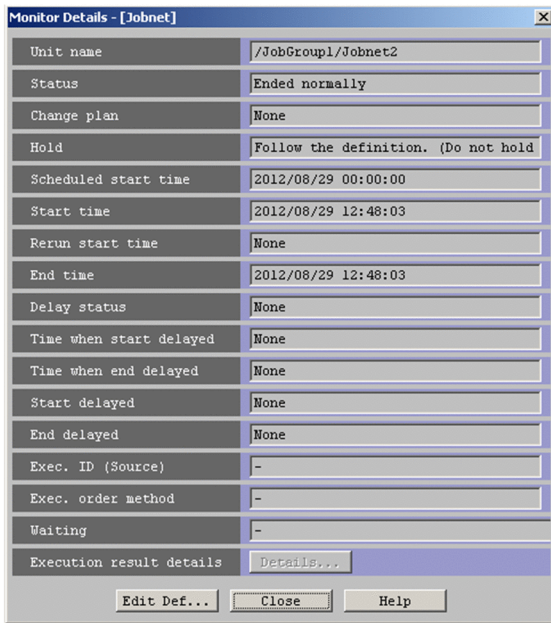 Monitor Details - [Jobnet]
Unit name /JobGroup1/Jobnet2
Status Ended normally
Change plan None
Hold Follow the definition. (Do not hold
Scheduled start time 2012/08/29 00:00:00
Start time 2012/08/29 12:48:03
Rerun start time None
End time 2012/08/29 12:48:03
Delay status None
Time when start delayed None
Time when end delayed None
Start delayed None
End delayed None
Exec. ID (Source) -
Exec. order method -
Waiting -
Execution result details Details...
Edit Def... Close Help